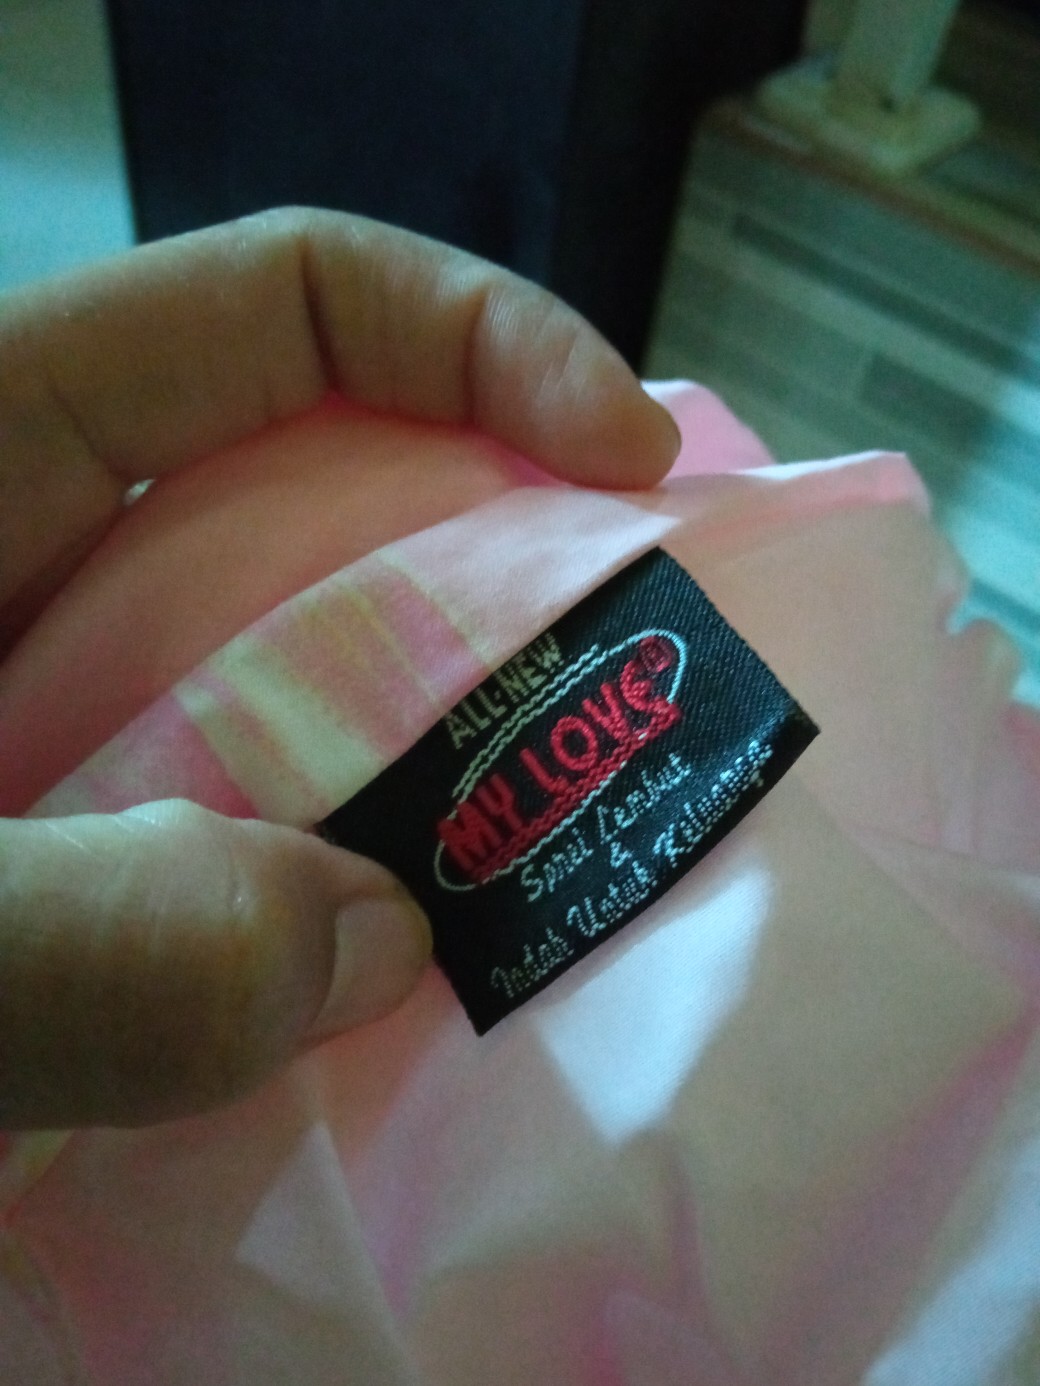 ALL-NEW
MY LOVE®
Sprei Lembut
&
Indah Untuk Keluarga